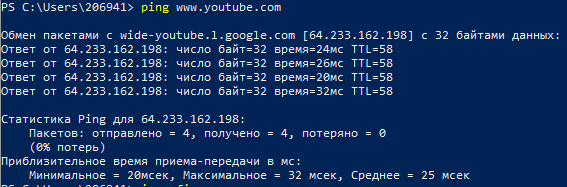 PS C:\Users\206941> ping www.youtube.com
Обмен пакетами с wide-youtube.l.google.com [64.233.162.198] с 32 байтами данных:
Ответ от 64.233.162.198: число байт=32 время=24мс TTL=58
Ответ от 64.233.162.198: число байт=32 время=26мс TTL=58
Ответ от 64.233.162.198: число байт=32 время=20мс TTL=58
Ответ от 64.233.162.198: число байт=32 время=32мс TTL=58
Статистика Ping для 64.233.162.198:
Пакетов: отправлено = 4, получено = 4, потеряно = 0
(0% потерь)
Приблизительное время приема-передачи в мс:
Минимальное = 20мсек, Максимальное = 32 мсек, Среднее = 25 мсек
PS C:\Users\206941>